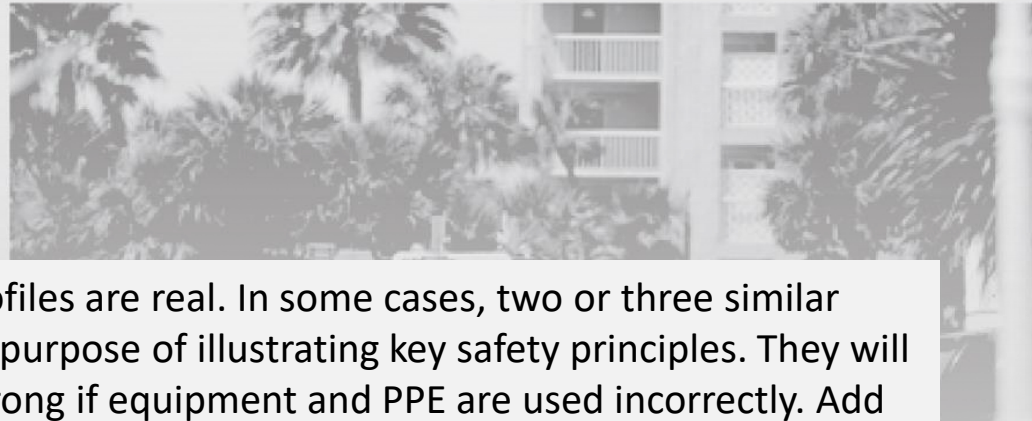 ofiles are real. In some cases, two or three similar
purpose of illustrating key safety principles. They will
rong if equipment and PPE are used incorrectly. Add